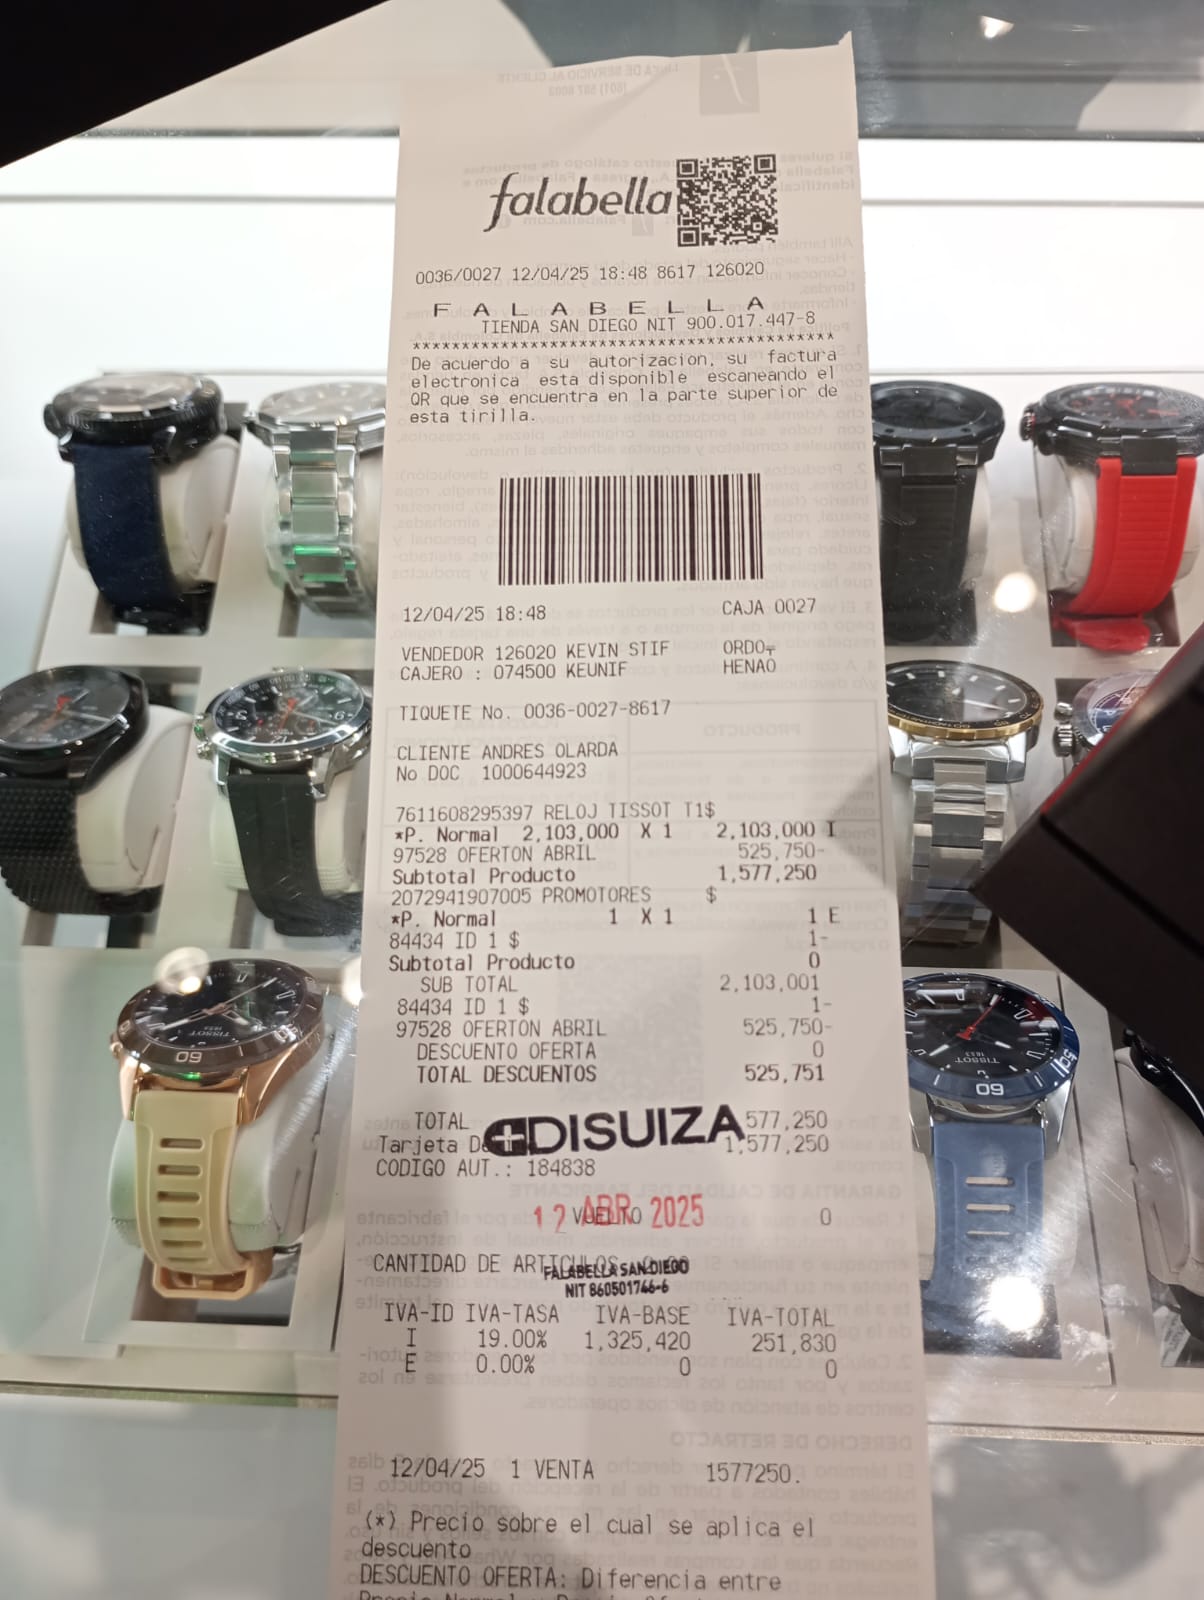 falabella
0036/0027 12/04/25 18:48 8617 126020
F A L A B E L L A
TIENDA SAN DIEGO NIT 900.017.447-8
****************************************
De acuerdo a su autorizacion, su factura
electronica esta disponible escaneando el
QR que se encuentra en la parte superior de
esta tirilla.
12/04/25 18:48 CAJA 0027
VENDEDOR 126020 KEVIN STIF ORDO
CAJERO : 074500 KEUNIF HENAO
TIQUETE No. 0036-0027-8617
CLIENTE ANDRES OLARDA
No DOC 1000644923
7611608295397 RELOJ TISSOT T1$
*P. Normal 2,103,000 X 1 2,103,000 I
97528 OFERTON ABRIL 525,750-
Subtotal Producto 1,577,250
2072941907005 PROMOTORES $
*P. Normal 1 X 1 1 E
84434 ID 1 $ 1-
Subtotal Producto 0
SUB TOTAL 2,103,001
84434 ID 1 $ 1-
97528 OFERTON ABRIL 525,750-
DESCUENTO OFERTA 0
TOTAL DESCUENTOS 525,751
TOTAL 577,250
DISUIZA
Tarjeta De 1,577,250
CODIGO AUT.: 184838
12 ABR 2025
VUELTO 0
CANTIDAD DE ARTICULOS
FALABELLA SAN DIEGO
NIT 860501746-6
IVA-ID IVA-TASA IVA-BASE IVA-TOTAL
I 19.00% 1,325,420 251,830
E 0.00% 0 0
12/04/25 1 VENTA 1577250.
(*) Precio sobre el cual se aplica el
descuento
DESCUENTO OFERTA: Diferencia entre
TISSOT
1853
60
TISSOT
1853
60